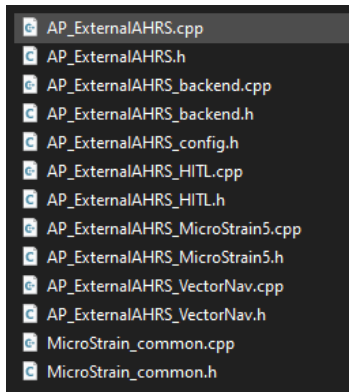 AP_ExternalAHRS.cpp
AP_ExternalAHRS.h
AP_ExternalAHRS_backend.cpp
AP_ExternalAHRS_backend.h
AP_ExternalAHRS_config.h
AP_ExternalAHRS_HITL.cpp
AP_ExternalAHRS_HITL.h
AP_ExternalAHRS_MicroStrain5.cpp
AP_ExternalAHRS_MicroStrain5.h
AP_ExternalAHRS_VectorNav.cpp
AP_ExternalAHRS_VectorNav.h
MicroStrain_common.cpp
MicroStrain_common.h